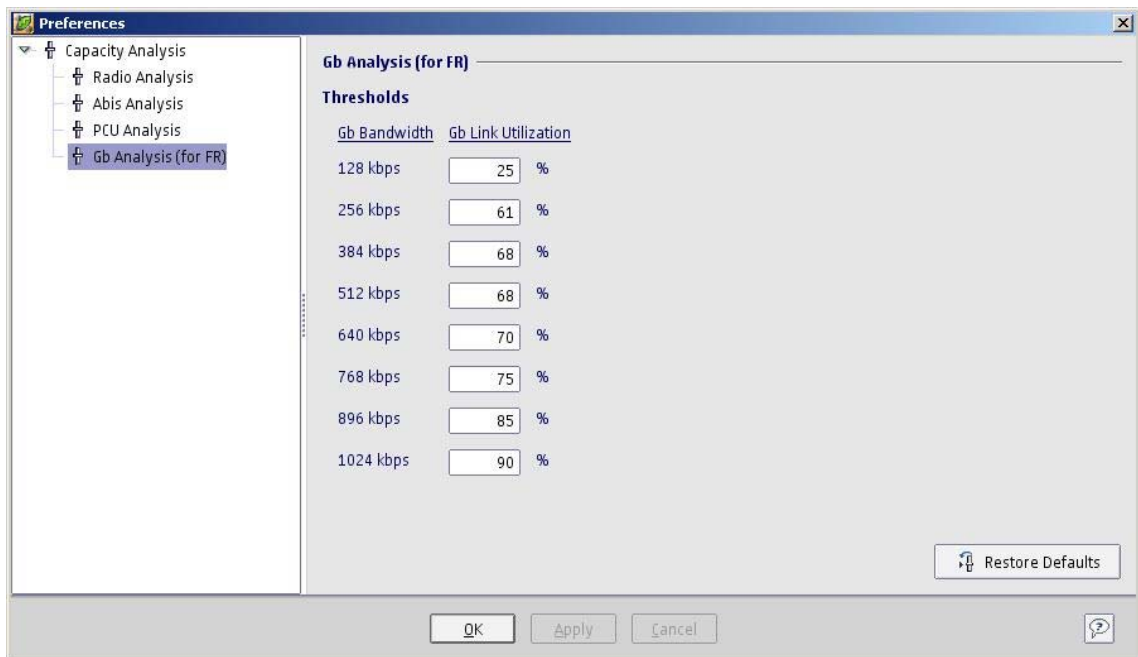 Preferences
Capacity Analysis
Radio Analysis
Abis Analysis
PCU Analysis
Gb Analysis (for FR)
Gb Analysis (for FR)
Thresholds
Gb Bandwidth Gb Link Utilization
128 kbps 25 %
256 kbps 61 %
384 kbps 68 %
512 kbps 68 %
640 kbps 70 %
768 kbps 75 %
896 kbps 85 %
1024 kbps 90 %
Restore Defaults
OK Apply Cancel ?